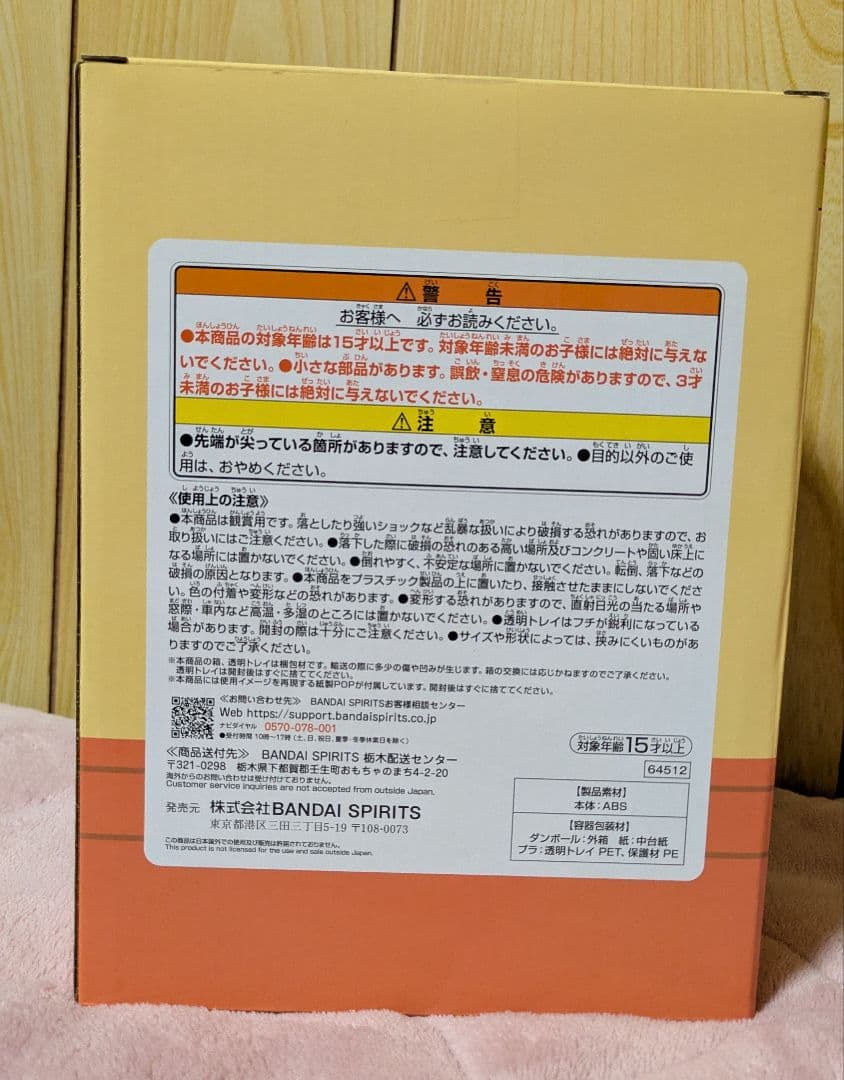 ⚠警告
お客様へ 必ずお読みください。
●本商品の対象年齢は15才以上です。対象年齢未満のお子様には絶対に与えな
いでください。●小さな部品があります。誤飲・窒息の危険がありますので、3才
未満のお子様には絶対に与えないでください。
⚠注意
●先端が尖っている箇所がありますので、注意してください。●目的以外のご使
用は、おやめください。
《使用上の注意》
●本商品は観賞用です。落としたり強いショックなど乱暴な扱いにより破損する恐れがありますので、お
取り扱いにはご注意ください。●落下した際に破損の恐れのある高い場所及びコンクリートや固い床上に
なる場所には置かないでください。●倒れやすく、不安定な場所に置かないでください。転倒、落下などの
破損の原因となります。●本商品をプラスチック製品の上に置いたり、接触させたままにしないでくださ
い。色の付着や変形などの恐れがあります。●変形する恐れがありますので、直射日光の当たる場所や
窓際・車内など高温・多湿のところには置かないでください。●透明トレイはフチが鋭利になっている
場合があります。開封の際は十分にご注意ください。●サイズや形状によっては、挟みにくいものがあ
りますのでご了承ください。
※本商品の箱、透明トレイは梱包材です。輸送の際に多少の傷や凹みが生じます。箱の交換には応じかねますのでご了承ください。
透明トレイは開封後はすぐに捨ててください。
※本商品には使用イメージを再現する紙製POPが付属しています。開封後はすぐに捨ててください。
≪お問い合わせ先≫ BANDAI SPIRITSお客様相談センター
Web https://support.bandaispirits.co.jp
ナビダイヤル 0570-078-001
●受付時間 10時〜17時(土、日、祝日、夏季・冬季休業日を除く)
≪商品送付先≫ BANDAI SPIRITS 栃木配送センター
〒321-0298 栃木県下都賀郡壬生町おもちゃのまち4-2-20
海外からのお問い合わせは受け付けておりません。
Customer service inquiries are not accepted from outside Japan.
発売元 株式会社BANDAI SPIRITS
東京都港区三田三丁目5-19 〒108-0073
この商品は日本国外での使用及び販売は許諾されておりません。
This product is not licensed for the use and sale outside Japan.
対象年齢15才以上
64512
【製品素材】
本体:ABS
【容器包装材】
ダンボール:外箱 紙:中台紙
プラ:透明トレイ PET、保護材 PE